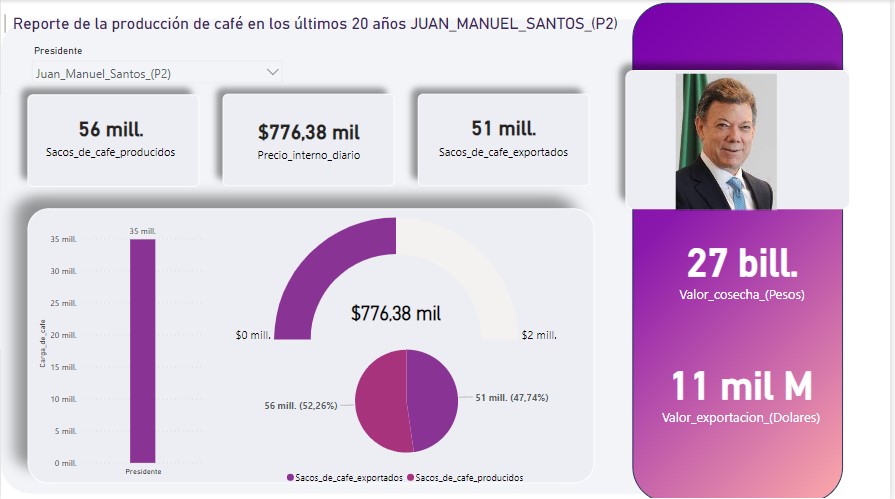 Reporte de la producción de café en los últimos 20 años JUAN_MANUEL_SANTOS_(P2)
Presidente
Juan_Manuel_Santos_(P2)
56 mill.
Sacos_de_cafe_producidos
$776,38 mil
Precio_interno_diario
51 mill.
Sacos_de_cafe_exportados
35 mill.
35 mill.
30 mill.
25 mill.
20 mill.
15 mill.
10 mill.
5 mill.
0 mill.
Carga_de_cafe
Presidente
$776,38 mil
$0 mill.
$2 mill.
56 mill. (52,26%)
51 mill. (47,74%)
Sacos_de_cafe_exportados
Sacos_de_cafe_producidos
27 bill.
Valor_cosecha_(Pesos)
11 mil M
Valor_exportacion_(Dolares)